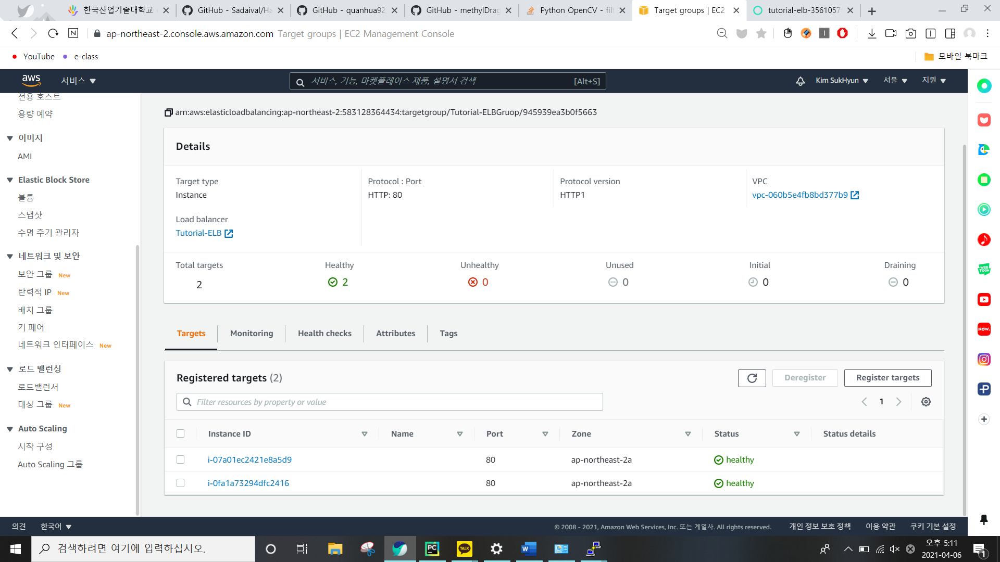 한국산업기술대학교
GitHub - Sadaival/Ha
GitHub - quanhua92
GitHub - methylDrag
Python OpenCV - filt
Target groups | EC2
tutorial-elb-3561057
N
ap-northeast-2.console.aws.amazon.com Target groups | EC2 Management Console
YouTube
e-class
모바일 북마크
aws
서비스
서비스, 기능, 마켓플레이스 제품, 설명서 검색 [Alt+S]
Kim SukHyun
서울
지원
전용 호스트
용량 예약
이미지
AMI
Elastic Block Store
볼륨
스냅샷
수명 주기 관리자
네트워크 및 보안
보안 그룹 New
탄력적 IP New
배치 그룹
키 페어
네트워크 인터페이스 New
로드 밸런싱
로드밸런서
대상 그룹 New
Auto Scaling
시작 구성
Auto Scaling 그룹
arn:aws:elasticloadbalancing:ap-northeast-2:583128364434:targetgroup/Tutorial-ELBGruop/945939ea3b0f5663
Details
Target type
Instance
Protocol : Port
HTTP: 80
Protocol version
HTTP1
VPC
vpc-060b5e4fb8bd377b9
Load balancer
Tutorial-ELB
Total targets
2
Healthy
2
Unhealthy
0
Unused
0
Initial
0
Draining
0
Targets
Monitoring
Health checks
Attributes
Tags
Registered targets (2)
Deregister
Register targets
Filter resources by property or value
1
Instance ID Name Port Zone Status Status details
i-07a01ec2421e8a5d9 80 ap-northeast-2a healthy
i-0fa1a73294dfc2416 80 ap-northeast-2a healthy
WEB
TOON
NOW.
의견
한국어
© 2008 - 2021, Amazon Web Services, Inc. 또는 계열사. All rights reserved.
개인 정보 보호 정책
이용 약관
쿠키 기본 설정
검색하려면 여기에 입력하십시오.
PC
TALK
W
오후 5:11
2021-04-06
1